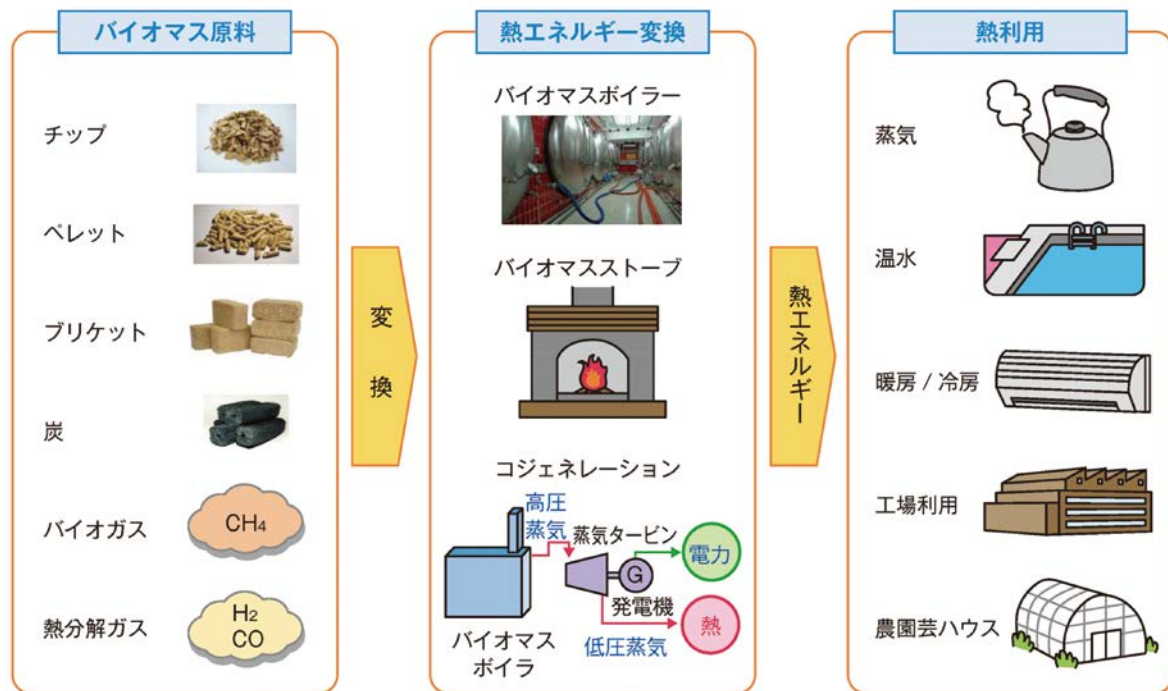 バイオマス原料
チップ
ペレット
ブリケット
炭
バイオガス
CH₄
熱分解ガス
H₂
CO
変
換
熱エネルギー変換
バイオマスボイラー
バイオマスストーブ
コジェネレーション
高圧
蒸気
蒸気タービン
電力
G
発電機
熱
低圧蒸気
バイオマス
ボイラ
熱エネルギー
熱利用
蒸気
温水
暖房 / 冷房
工場利用
農園芸ハウス